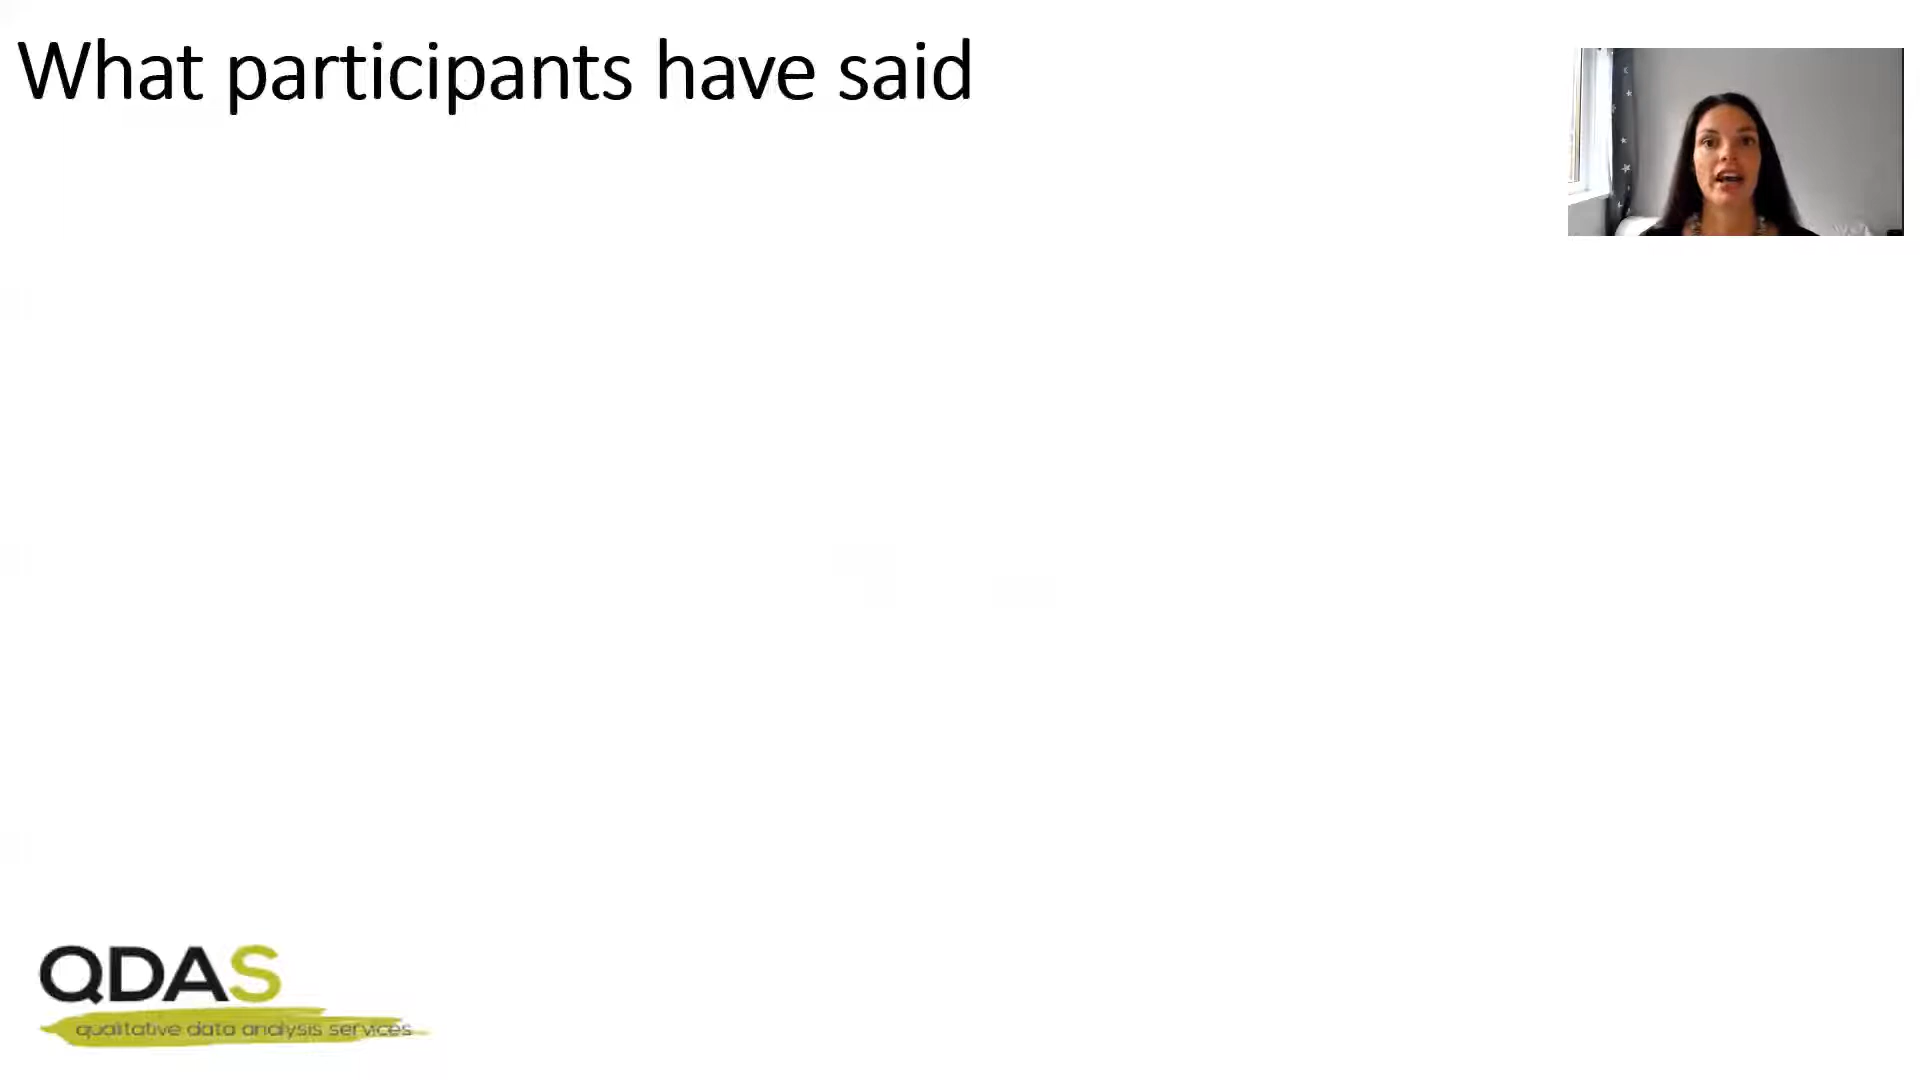 What participants have said
QDAS
qualitative data analysis services